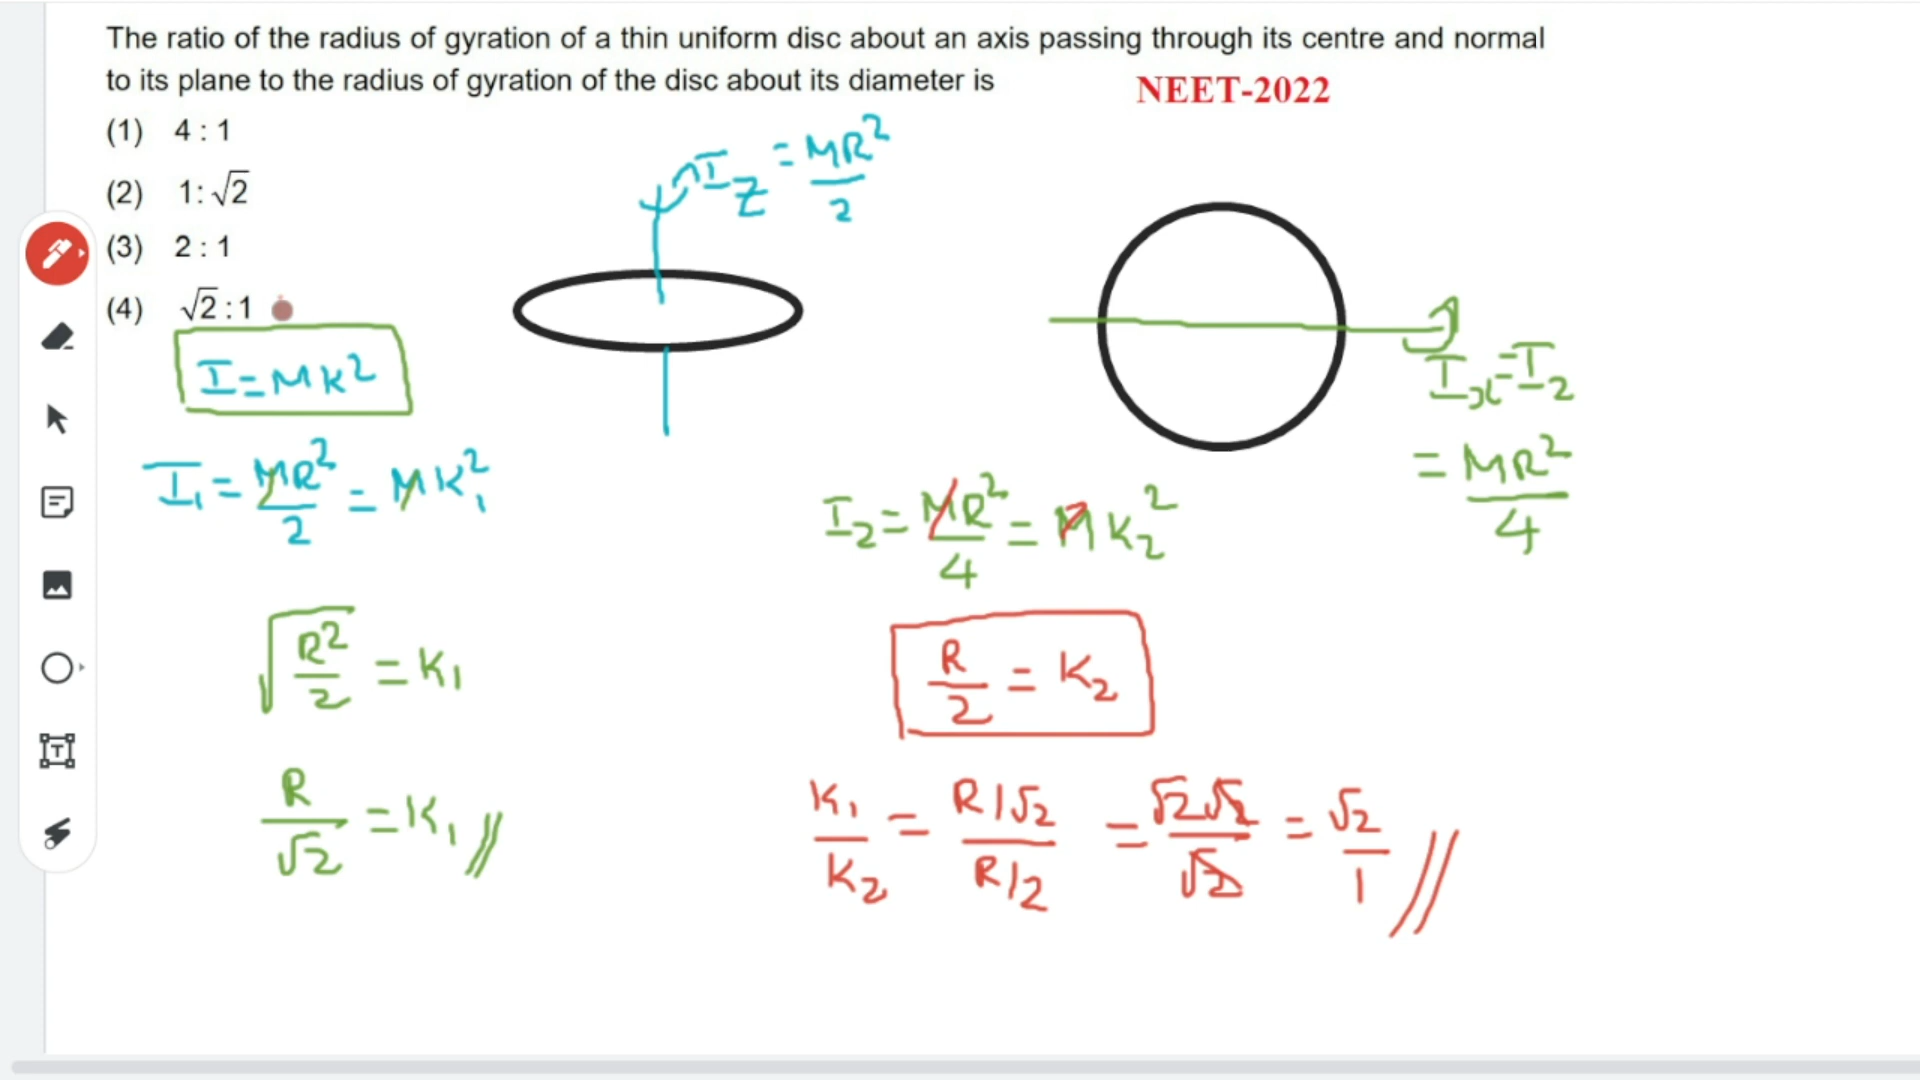 The ratio of the radius of gyration of a thin uniform disc about an axis passing through its centre and normal
to its plane to the radius of gyration of the disc about its diameter is
NEET-2022
(1) 4 : 1
(2) 1 : √2
(3) 2 : 1
(4) √2 : 1
I_Z = MR²/2
I = MK²
I_x = I₂
= MR²/4
I₁ = MR²/2 = MK₁²
I₂ = MR²/4 = MK₂²
√(R²/2) = K₁
R/2 = K₂
R/√2 = K₁ //
K₁/K₂ = (R/√2)/(R/2) = √2√2/√2 = √2/1 //